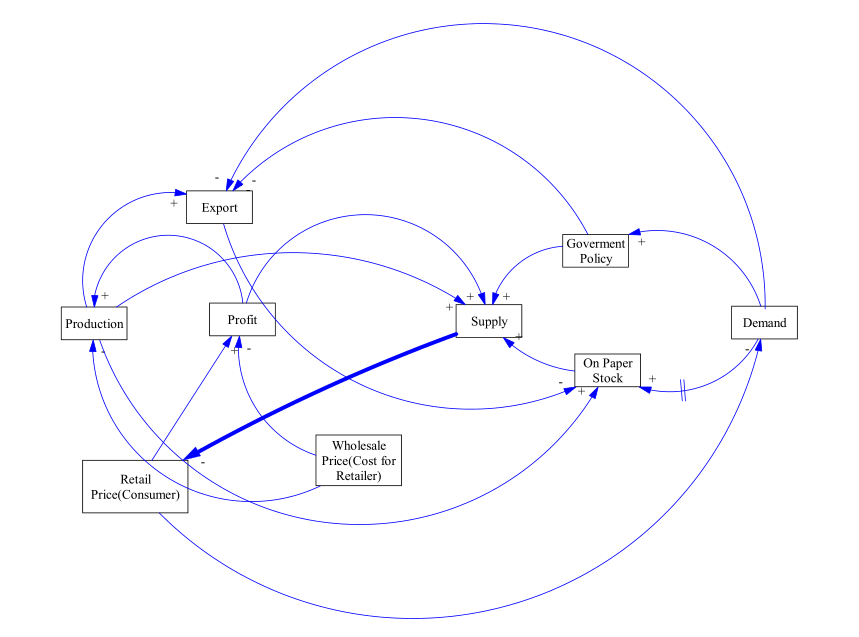 -
-
-
Export
+
Goverment
Policy
+
+
+
+
+
Production
Profit
Supply
Demand
-
+
-
+
-
On Paper
Stock
-
+
+
Wholesale
Price(Cost for
Retailer)
-
Retail
Price(Consumer)